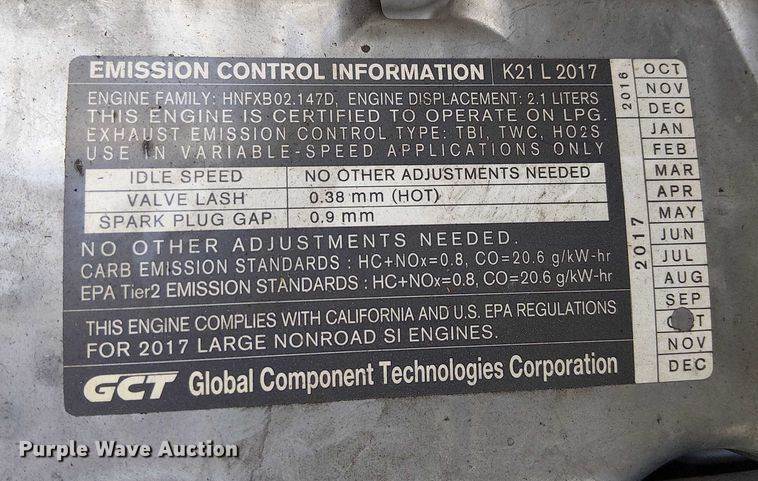 EMISSION CONTROL INFORMATION K21 L 2017
ENGINE FAMILY: HNFXB02.147D, ENGINE DISPLACEMENT: 2.1 LITERS
THIS ENGINE IS CERTIFIED TO OPERATE ON LPG.
EXHAUST EMISSION CONTROL TYPE: TBI, TWC, HO2S
USE IN VARIABLE-SPEED APPLICATIONS ONLY
IDLE SPEED NO OTHER ADJUSTMENTS NEEDED
VALVE LASH 0.38 mm (HOT)
SPARK PLUG GAP 0.9 mm
NO OTHER ADJUSTMENTS NEEDED.
CARB EMISSION STANDARDS : HC+NOx=0.8, CO=20.6 g/kW-hr
EPA Tier2 EMISSION STANDARDS : HC+NOx=0.8, CO=20.6 g/kW-hr
THIS ENGINE COMPLIES WITH CALIFORNIA AND U.S. EPA REGULATIONS
FOR 2017 LARGE NONROAD SI ENGINES.
GCT Global Component Technologies Corporation
2016
OCT
NOV
DEC
2017
JAN
FEB
MAR
APR
MAY
JUN
JUL
AUG
SEP
OCT
NOV
DEC
Purple Wave Auction